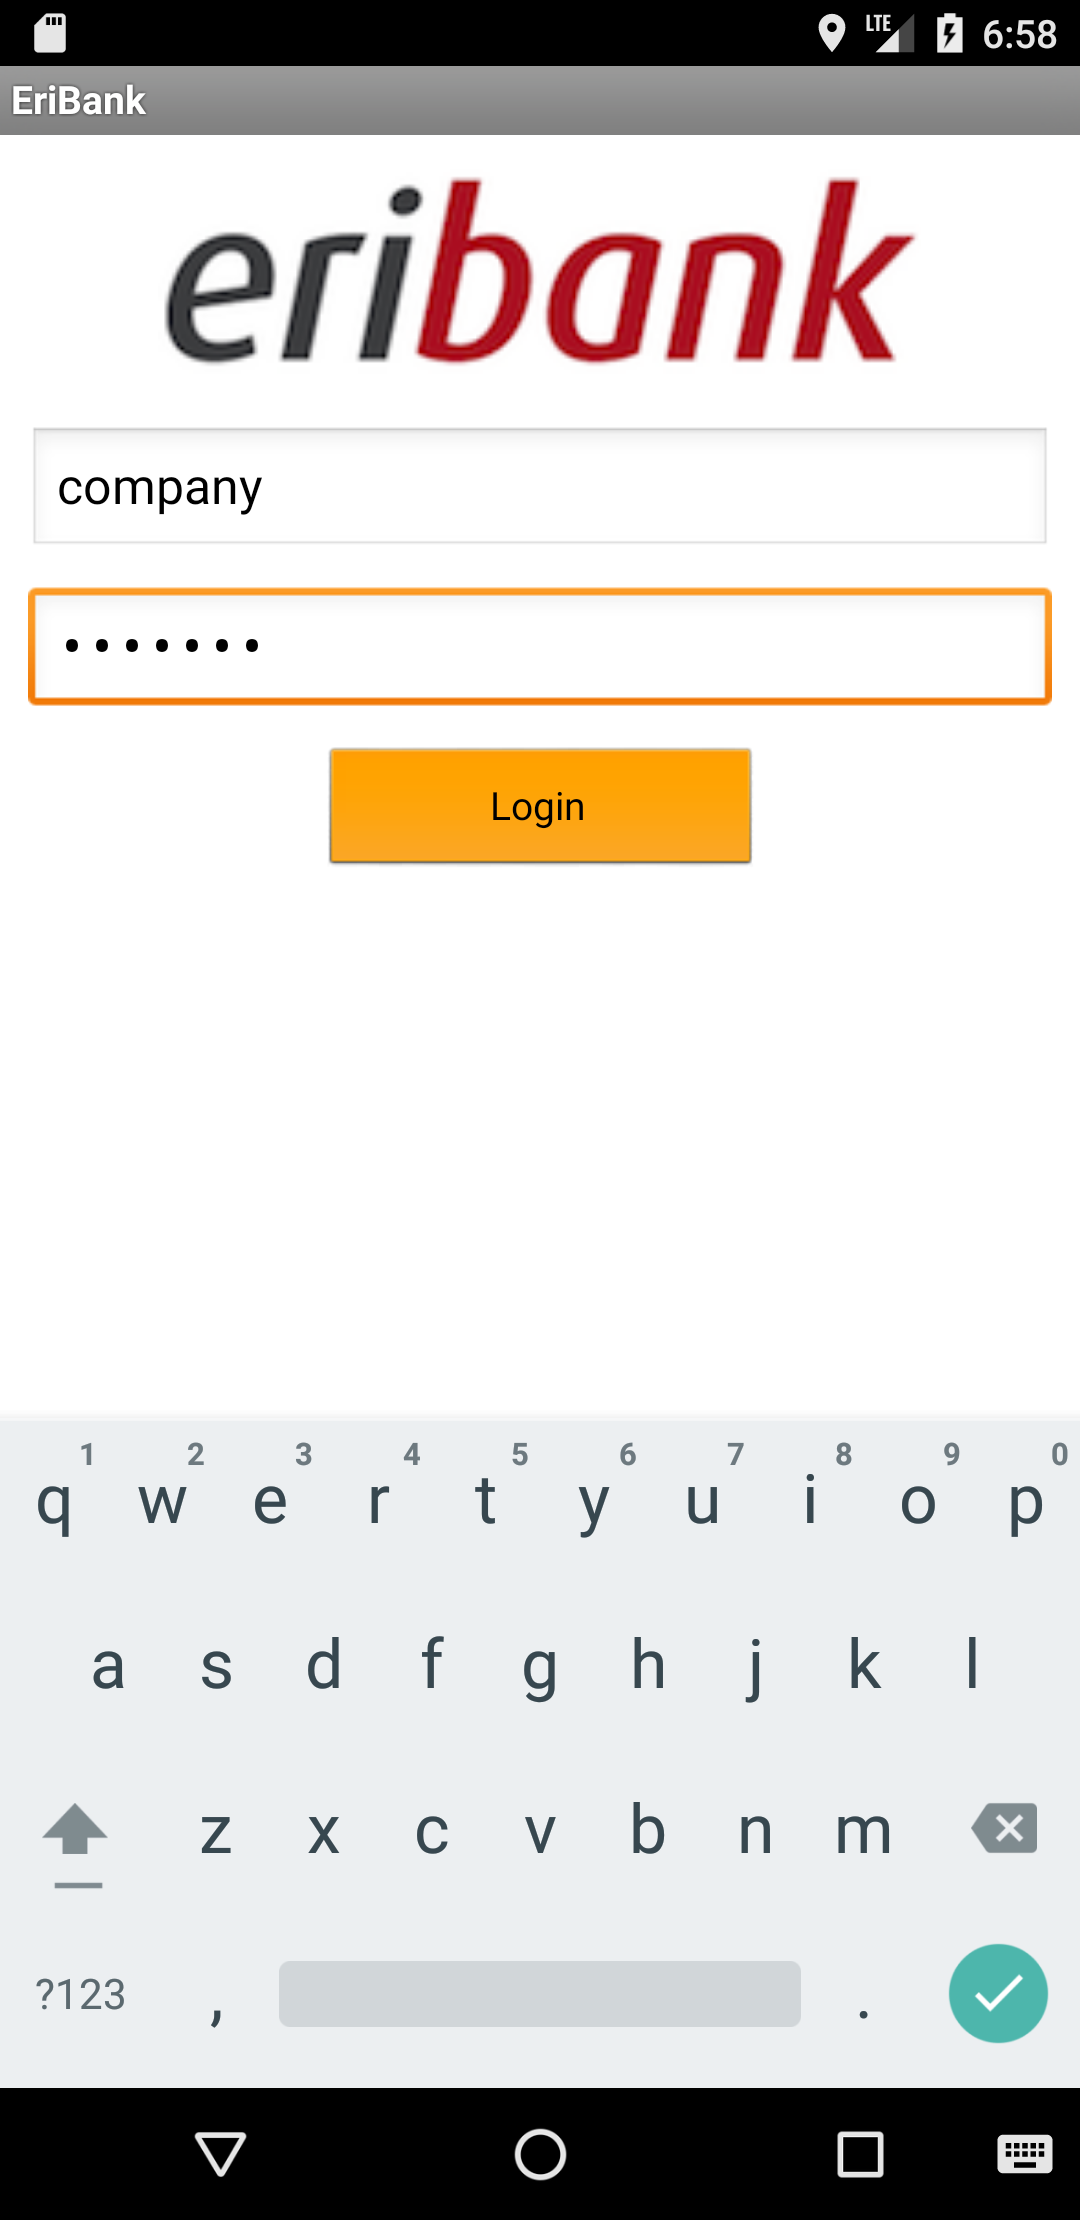 LTE 6:58
EriBank
eribank
company
•••••••
Login
1 2 3 4 5 6 7 8 9 0
q w e r t y u i o p
a s d f g h j k l
z x c v b n m
?123 , .